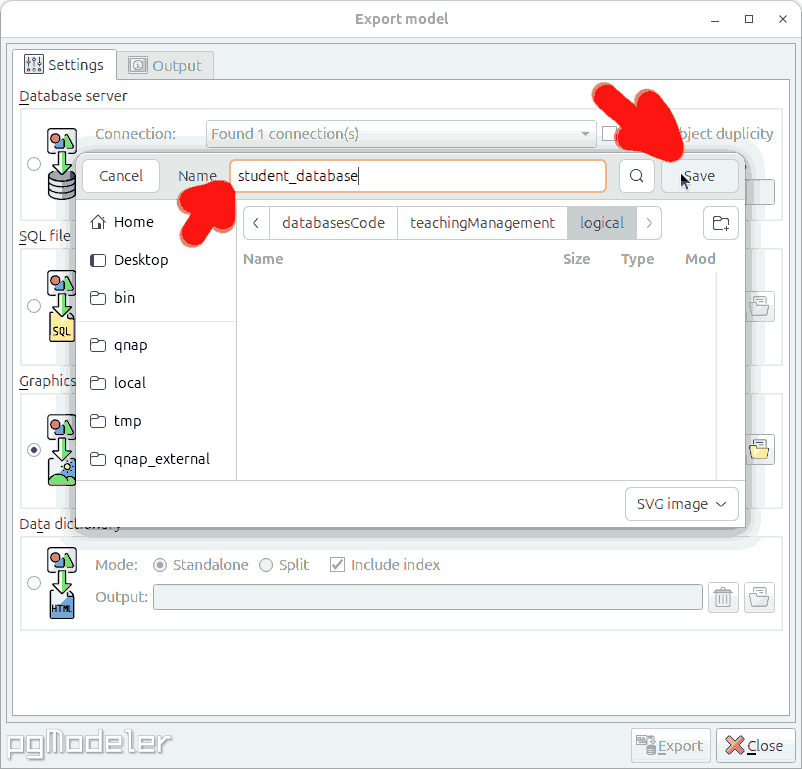 Export model
Settings
Output
Database server
Connection: Found 1 connection(s)
bject duplicity
Cancel Name student_database Save
Home
databasesCode teachingManagement logical
SQL file
Desktop
Name Size Type Mod
bin
SQL
qnap
Graphics
local
tmp
qnap_external
SVG image
Data dictionary
Mode: Standalone Split Include index
Output:
HTML
pgModeler
Export Close